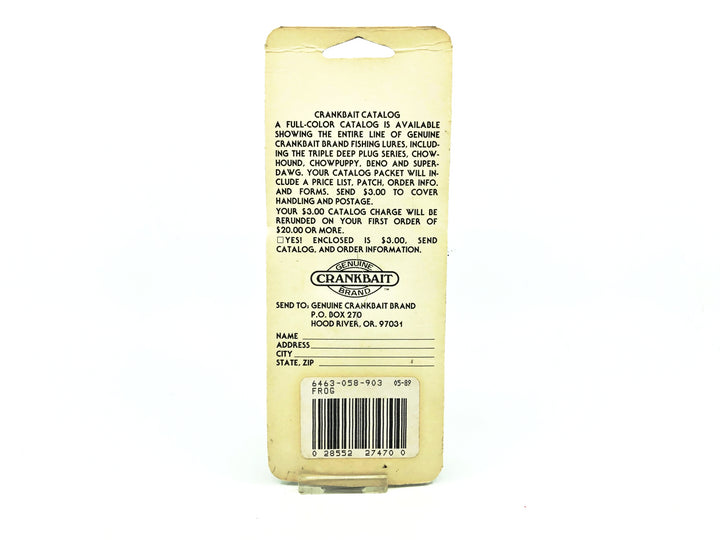 CRANKBAIT CATALOG
A FULL-COLOR CATALOG IS AVAILABLE
SHOWING THE ENTIRE LINE OF GENUINE
CRANKBAIT BRAND FISHING LURES, INCLUD-
ING THE TRIPLE DEEP PLUG SERIES, CHOW-
HOUND, CHOWPUPPY, BENO AND SUPER-
DAWG. YOUR CATALOG PACKET WILL IN-
CLUDE A PRICE LIST, PATCH, ORDER INFO.
AND FORMS. SEND $3.00 TO COVER
HANDLING AND POSTAGE.
YOUR $3.00 CATALOG CHARGE WILL BE
RERUNDED ON YOUR FIRST ORDER OF
$20.00 OR MORE.
☐YES! ENCLOSED IS $3.00, SEND
CATALOG, AND ORDER INFORMATION.
GENUINE
CRANKBAIT
BRAND ™
SEND TO: GENUINE CRANKBAIT BRAND
P.O. BOX 270
HOOD RIVER, OR. 97031
NAME
ADDRESS
CITY
STATE, ZIP
6463-058-903 05-89
FROG
0 28552 27470 0